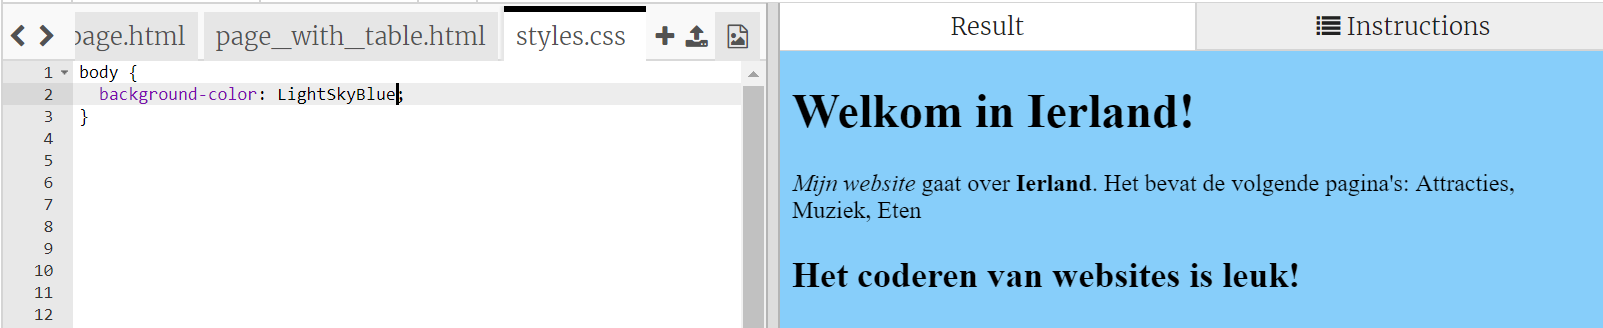 page.html page_with_table.html styles.css
1 body {
2 background-color: LightSkyBlue;
3 }
4
5
6
7
8
9
10
11
12
Result Instructions
Welkom in Ierland!
Mijn website gaat over Ierland. Het bevat de volgende pagina's: Attracties,
Muziek, Eten
Het coderen van websites is leuk!